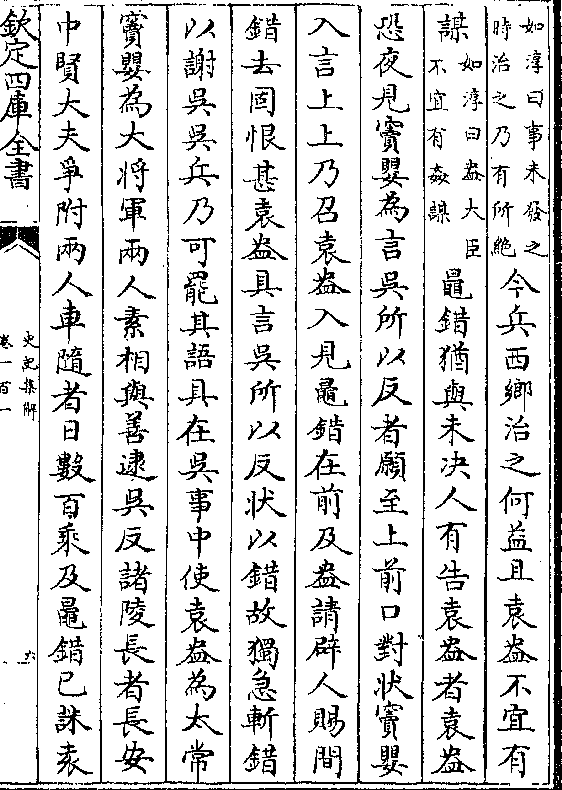 如淳曰事未發之
時治之乃有所絶
今兵西鄉治之何益且袁盎不宜有
謀
如淳曰盎大臣
不宜有姦謀
鼂錯猶與未决人有告袁盎者袁盎
恐夜見竇嬰為言吳所以反者願至上前口對狀竇嬰
入言上上乃召袁盎入見鼂錯在前及盎請辟人賜間
錯去固恨甚袁盎具言吳所以反状以錯故獨急斬錯
以謝吳吳兵乃可罷其語具在吳事中使袁盎為太常
竇嬰為大將軍兩人素相與善逮吳反諸陵長者長安
中賢大夫爭附兩人車隨者日數百乘及鼂錯已誅袁
欽定四庫全書
史記集解
卷一百一
六